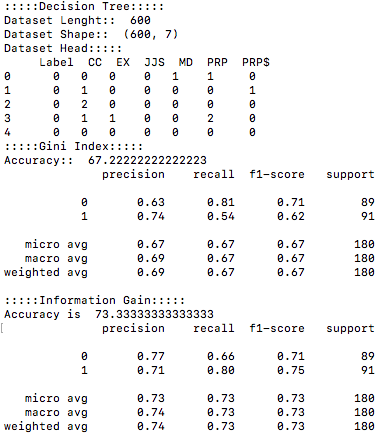 :::::Decision Tree:::::
Dataset Lenght:: 600
Dataset Shape:: (600, 7)
Dataset Head:::::
Label CC EX JJS MD PRP PRP$
0 0 0 0 0 1 1 0
1 0 1 0 0 0 0 1
2 0 2 0 0 0 0 0
3 0 1 1 0 0 2 0
4 0 0 0 0 0 0 0
:::::Gini Index:::::
Accuracy:: 67.22222222222223
precision recall f1-score support
0 0.63 0.81 0.71 89
1 0.74 0.54 0.62 91
micro avg 0.67 0.67 0.67 180
macro avg 0.69 0.67 0.67 180
weighted avg 0.69 0.67 0.67 180
:::::Information Gain:::::
Accuracy is 73.33333333333333
precision recall f1-score support
0 0.77 0.66 0.71 89
1 0.71 0.80 0.75 91
micro avg 0.73 0.73 0.73 180
macro avg 0.74 0.73 0.73 180
weighted avg 0.74 0.73 0.73 180